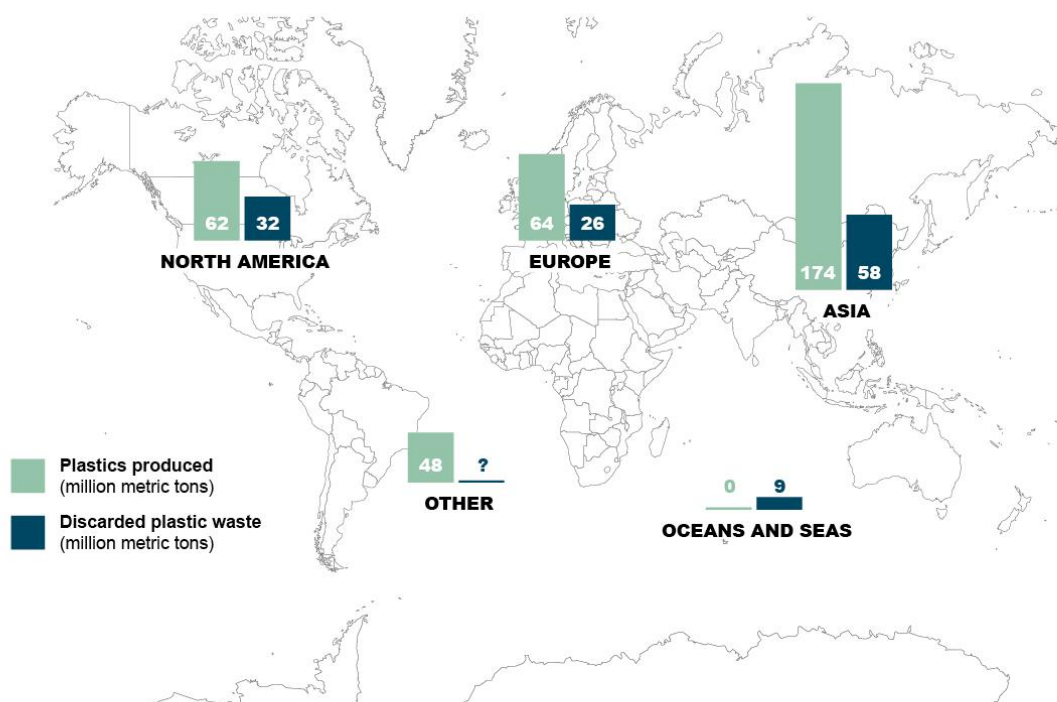 174
62
32
64
26
58
NORTH AMERICA
EUROPE
ASIA
48
?
OTHER
0
9
OCEANS AND SEAS
Plastics produced
(million metric tons)
Discarded plastic waste
(million metric tons)